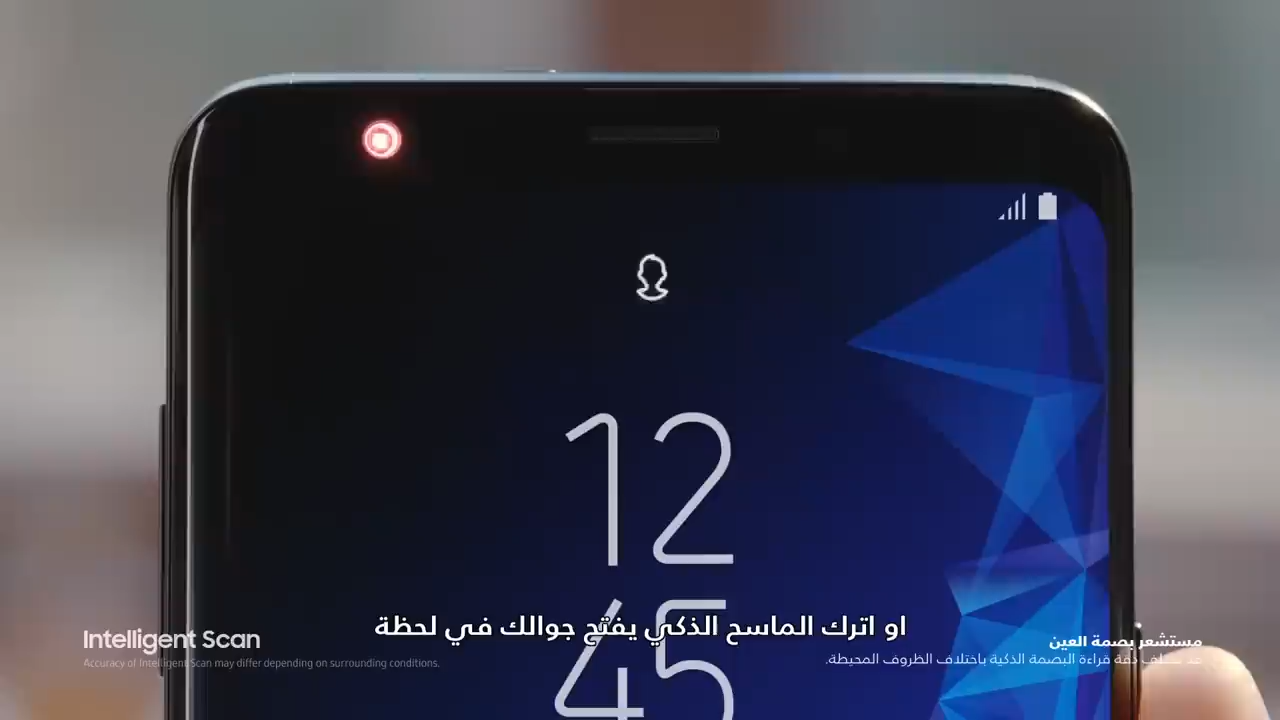 12
45
او اترك الماسح الذكي يفتح جوالك في لحظة
Intelligent Scan
Accuracy of Intelligent Scan may differ depending on surrounding conditions.
مستشعر بصمة العين
دقة قراءة البصمة الذكية باختلاف الظروف المحيطة.